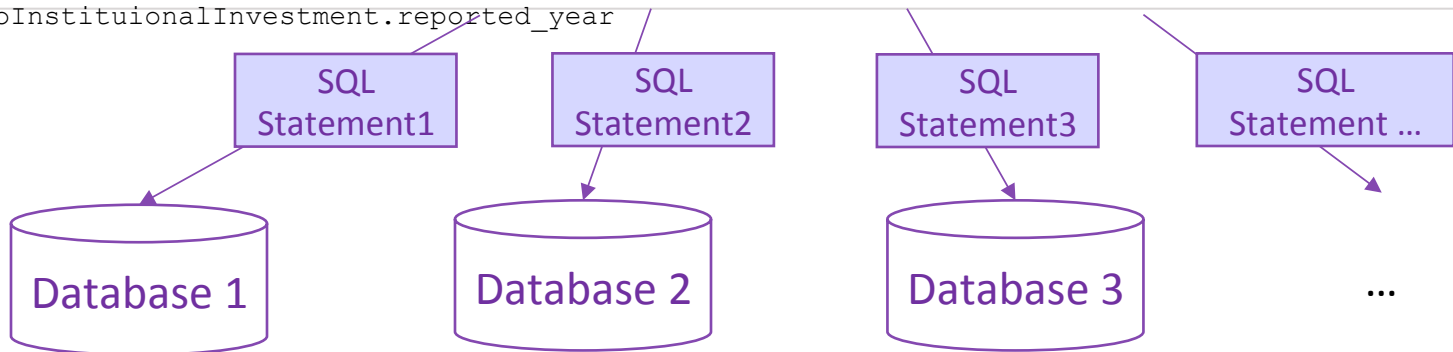 oInstituionalInvestment.reported_year
SQL
Statement1
SQL
Statement2
SQL
Statement3
SQL
Statement ...
Database 1
Database 2
Database 3
...